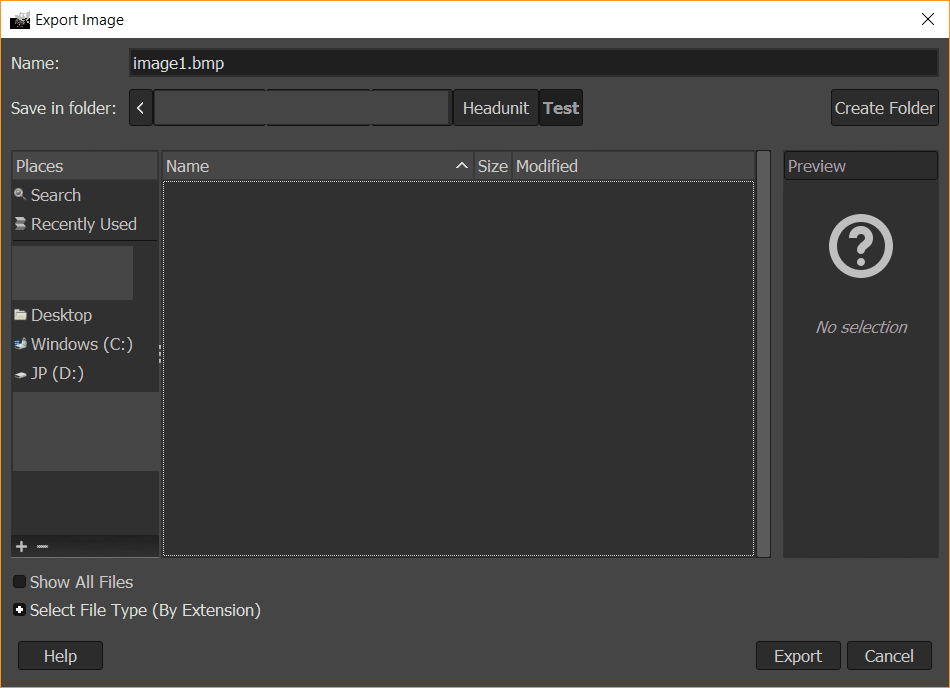 Export Image
Name: image1.bmp
Save in folder: Headunit Test Create Folder
Places Name Size Modified Preview
Search
Recently Used
Desktop
Windows (C:)
JP (D:)
No selection
Show All Files
Select File Type (By Extension)
Help Export Cancel